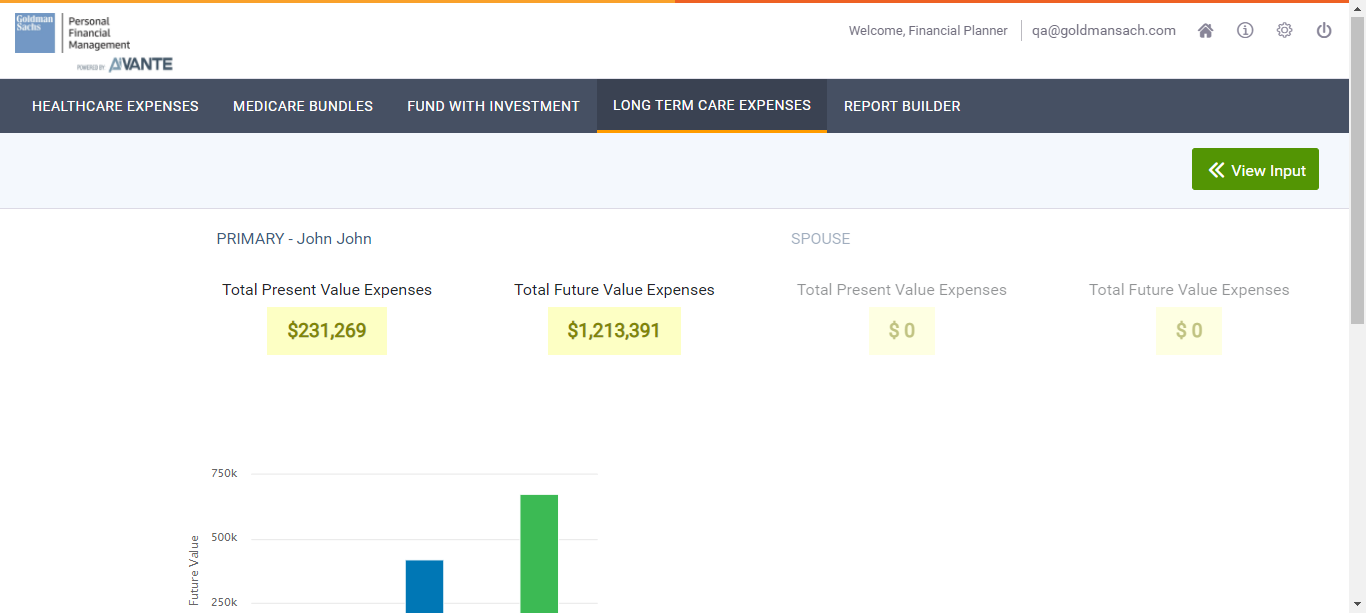 Goldman
Sachs
Personal
Financial
Management
POWERED BY AIVANTE
Welcome, Financial Planner
qa@goldmansach.com
HEALTHCARE EXPENSES
MEDICARE BUNDLES
FUND WITH INVESTMENT
LONG TERM CARE EXPENSES
REPORT BUILDER
View Input
PRIMARY - John John
SPOUSE
Total Present Value Expenses
Total Future Value Expenses
Total Present Value Expenses
Total Future Value Expenses
$231,269
$1,213,391
$ 0
$ 0
750k
500k
250k
Future Value